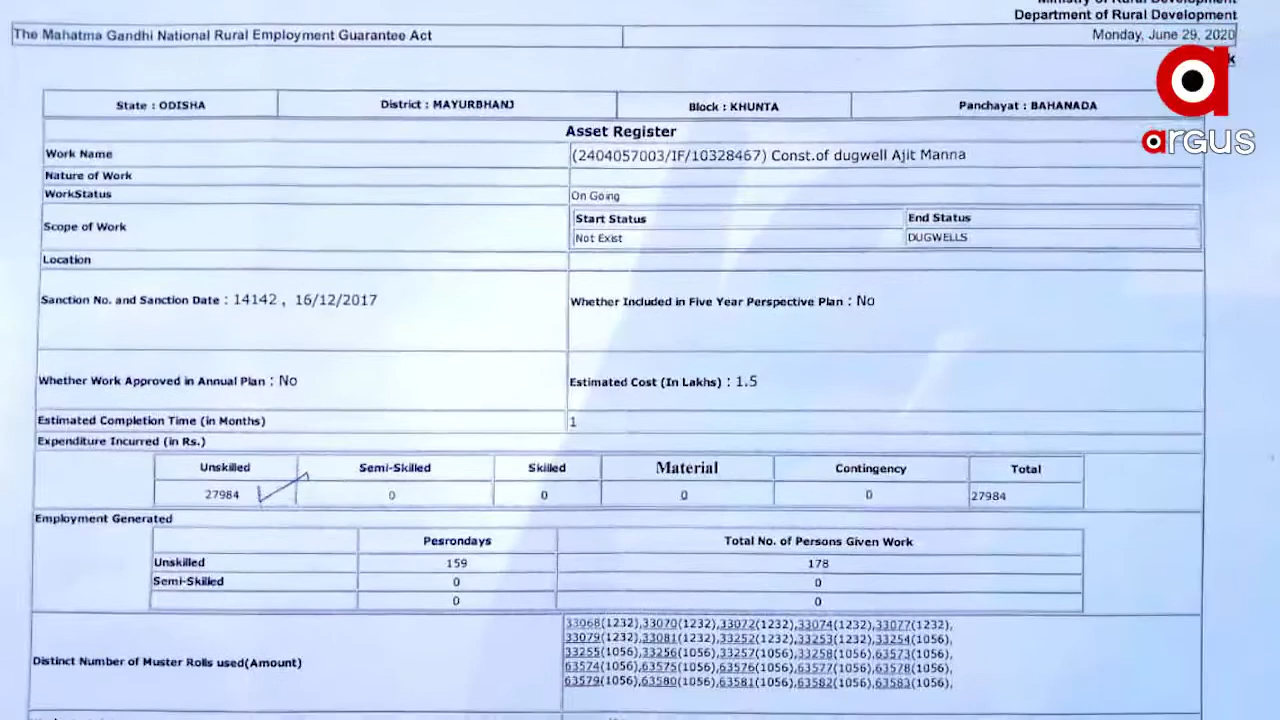 Ministry of Rural Development
Department of Rural Development
The Mahatma Gandhi National Rural Employment Guarantee Act
Monday, June 29, 2020
argus
State : ODISHA District : MAYURBHANJ Block : KHUNTA Panchayat : BAHANADA
Asset Register
Work Name (2404057003/IF/10328467) Const.of dugwell Ajit Manna
Nature of Work
WorkStatus On Going
Scope of Work
Start Status End Status
Not Exist DUGWELLS
Location
Sanction No. and Sanction Date : 14142 , 16/12/2017 Whether Included in Five Year Perspective Plan : No
Whether Work Approved in Annual Plan : No Estimated Cost (In Lakhs) : 1.5
Estimated Completion Time (in Months) 1
Expenditure Incurred (in Rs.)
Unskilled Semi-Skilled Skilled Material Contingency Total
27984 0 0 0 0 27984
Employment Generated
Pesrondays Total No. of Persons Given Work
Unskilled 159 178
Semi-Skilled 0 0
0 0
Distinct Number of Muster Rolls used(Amount)
33068(1232),33070(1232),33072(1232),33074(1232),33077(1232),
33079(1232),33081(1232),33252(1232),33253(1232),33254(1056),
33255(1056),33256(1056),33257(1056),33258(1056),63573(1056),
63574(1056),63575(1056),63576(1056),63577(1056),63578(1056),
63579(1056),63580(1056),63581(1056),63582(1056),63583(1056),